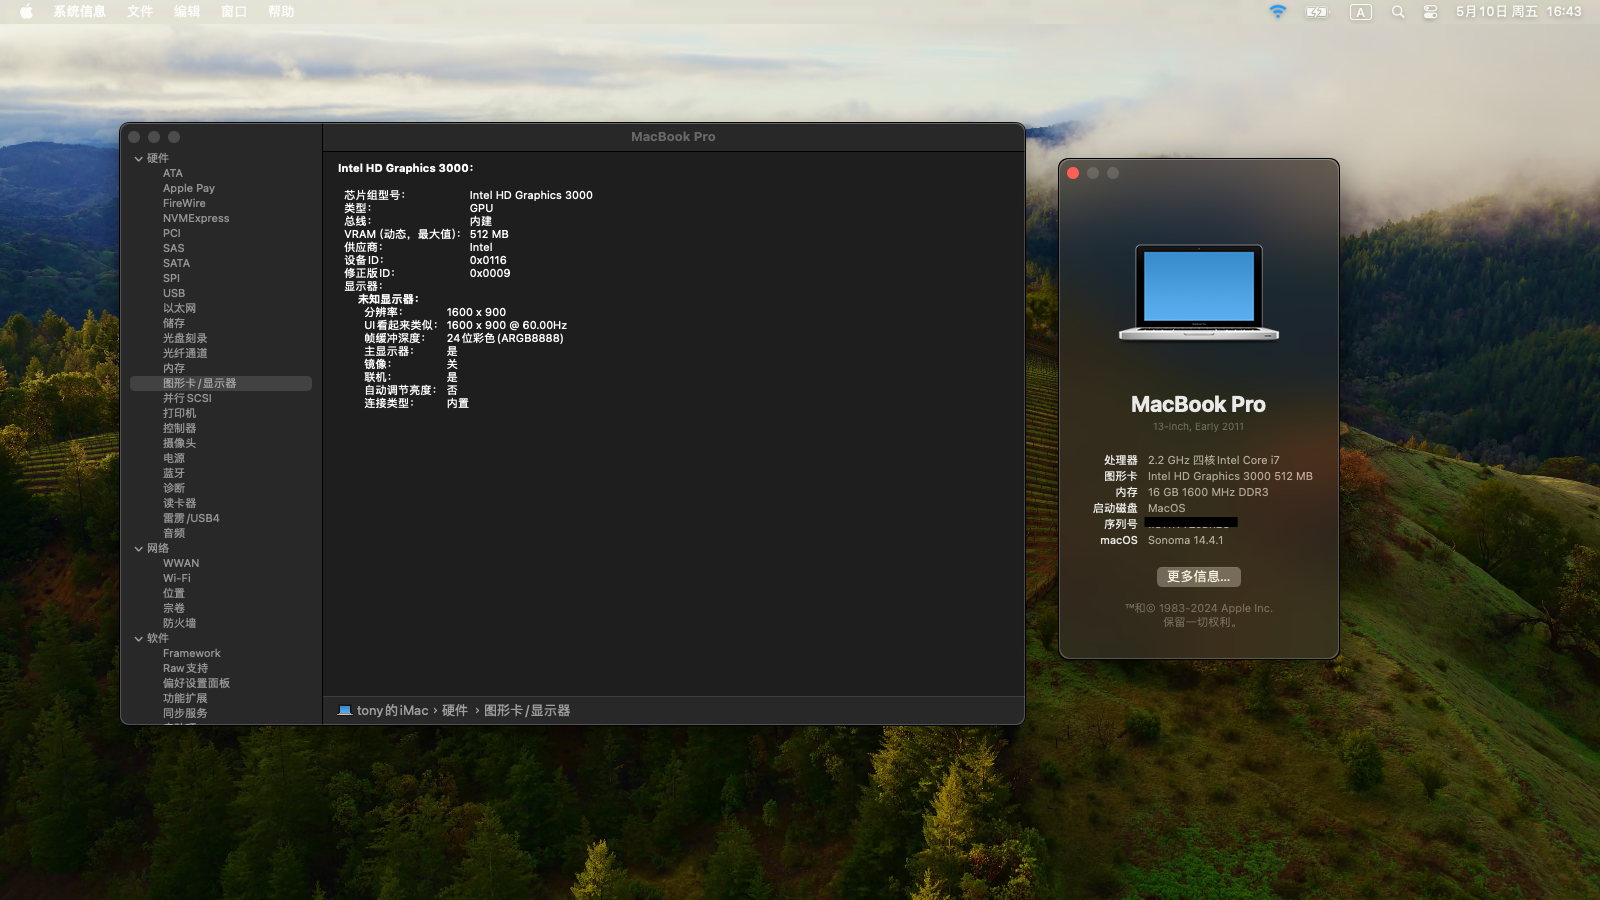 系统信息 文件 编辑 窗口 帮助 A 5月10日 周五 16:43
MacBook Pro
硬件
ATA
Apple Pay
FireWire
NVMExpress
PCI
SAS
SATA
SPI
USB
以太网
储存
光盘刻录
光纤通道
内存
图形卡/显示器
并行SCSI
打印机
控制器
摄像头
电源
蓝牙
诊断
读卡器
雷雳/USB4
音频
网络
WWAN
Wi-Fi
位置
宗卷
防火墙
软件
Framework
Raw支持
偏好设置面板
功能扩展
同步服务
Intel HD Graphics 3000：
芯片组型号： Intel HD Graphics 3000
类型： GPU
总线： 内建
VRAM (动态，最大值)： 512 MB
供应商： Intel
设备ID： 0x0116
修正版ID： 0x0009
显示器：
未知显示器：
分辨率： 1600 x 900
UI看起来类似： 1600 x 900 @ 60.00Hz
帧缓冲深度： 24位彩色(ARGB8888)
主显示器： 是
镜像： 关
联机： 是
自动调节亮度： 否
连接类型： 内置
tony的iMac › 硬件 › 图形卡/显示器
MacBook Pro
13-inch, Early 2011
处理器 2.2 GHz 四核Intel Core i7
图形卡 Intel HD Graphics 3000 512 MB
内存 16 GB 1600 MHz DDR3
启动磁盘 MacOS
序列号
macOS Sonoma 14.4.1
更多信息...
™和© 1983-2024 Apple Inc.
保留一切权利。